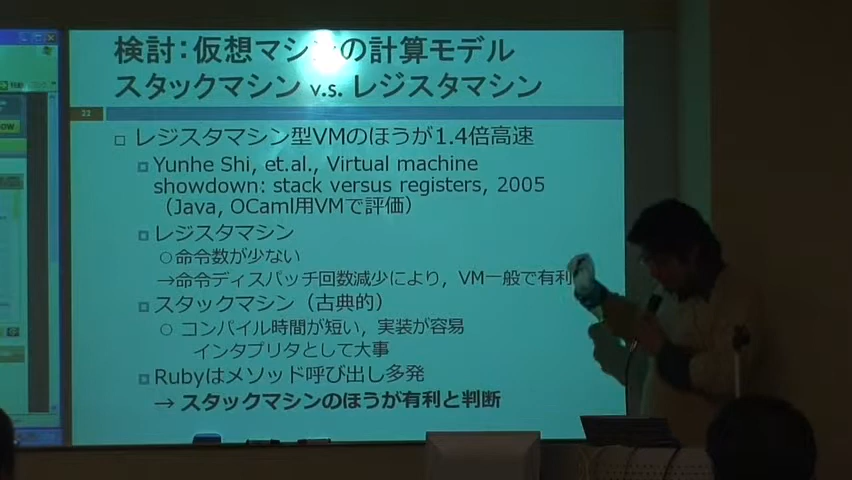 検討：仮想マシンの計算モデル
スタックマシン v.s. レジスタマシン
22
レジスタマシン型VMのほうが1.4倍高速
Yunhe Shi, et.al., Virtual machine
showdown: stack versus registers, 2005
（Java, OCaml用VMで評価）
レジスタマシン
○命令数が少ない
→命令ディスパッチ回数減少により，VM一般で有利
スタックマシン（古典的）
○ コンパイル時間が短い，実装が容易
インタプリタとして大事
Rubyはメソッド呼び出し多発
→ スタックマシンのほうが有利と判断